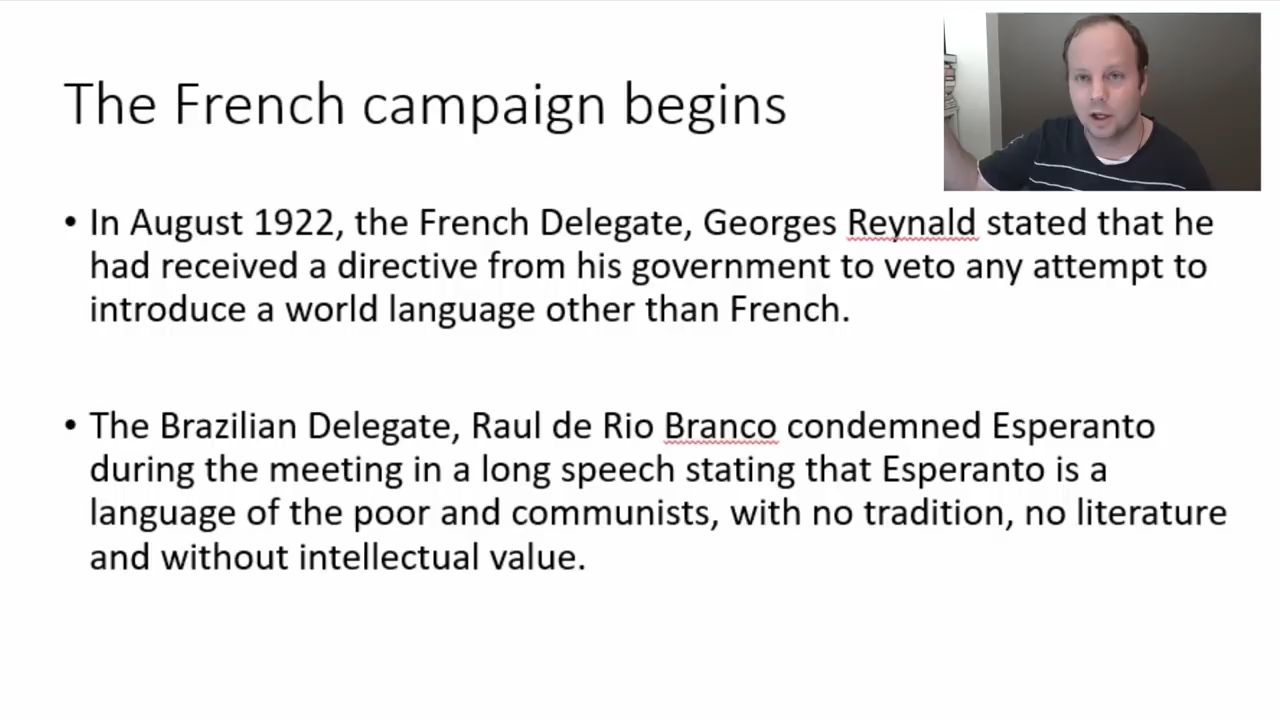 The French campaign begins
• In August 1922, the French Delegate, Georges Reynald stated that he
had received a directive from his government to veto any attempt to
introduce a world language other than French.
• The Brazilian Delegate, Raul de Rio Branco condemned Esperanto
during the meeting in a long speech stating that Esperanto is a
language of the poor and communists, with no tradition, no literature
and without intellectual value.